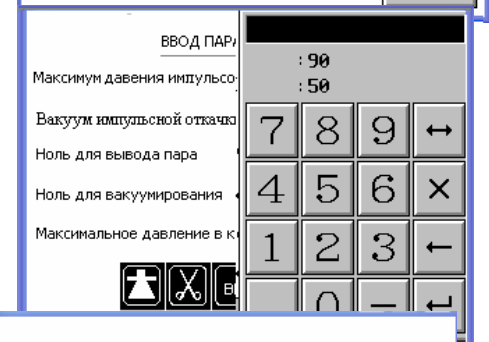 ВВОД ПАРА
Максимум давения импульсо
: 90
: 50
Вакуум импульсной откачки
Ноль для вывода пара
Ноль для вакуумирования
Максимальное давление в к
7 8 9 ↔
4 5 6 ×
1 2 3 ←
0 — ↵